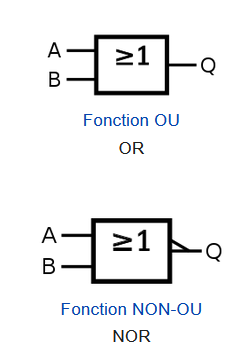 A
≥1
Q
B
Fonction OU
OR
A
≥1
Q
B
Fonction NON-OU
NOR